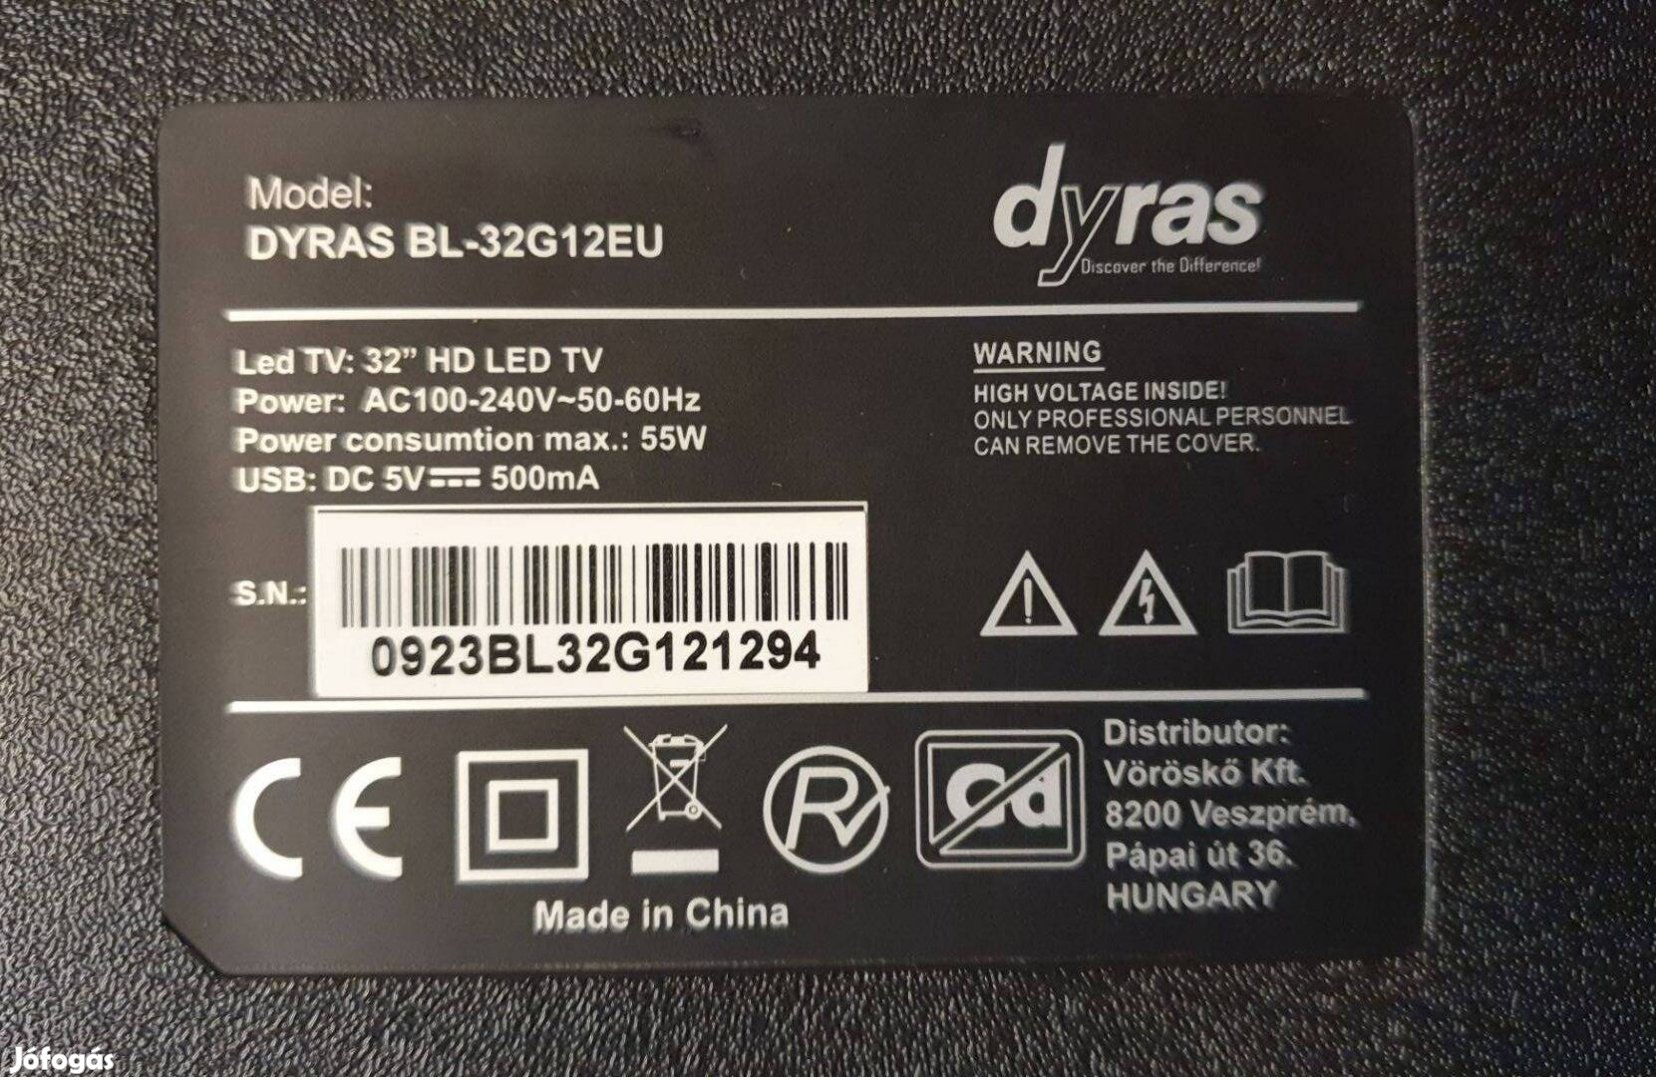 Model:
DYRAS BL-32G12EU
dyras
Discover the Difference!
Led TV: 32” HD LED TV
Power: AC100-240V~50-60Hz
Power consumtion max.: 55W
USB: DC 5V⎓ 500mA
WARNING
HIGH VOLTAGE INSIDE!
ONLY PROFESSIONAL PERSONNEL
CAN REMOVE THE COVER.
S.N.:
0923BL32G121294
CE
R
Cd
Made in China
Distributor:
Vöröskő Kft.
8200 Veszprém,
Pápai út 36.
HUNGARY
Jófogás